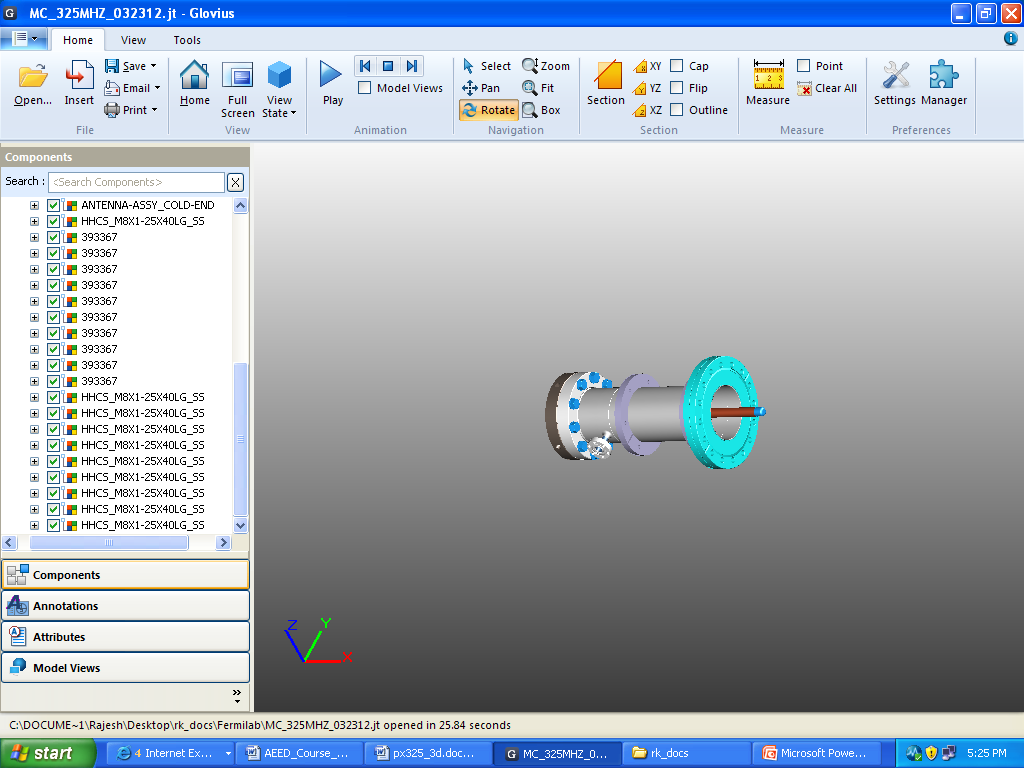 MC_325MHZ_032312.jt - Glovius
Home View Tools
Open... Insert Save Email Print
Home Full Screen View State
Play Model Views
Select Zoom Pan Fit Rotate Box
Section XY Cap YZ Flip XZ Outline
Measure Point Clear All
Settings Manager
File View Animation Navigation Section Measure Preferences
Components
Search : <Search Components>
ANTENNA-ASSY_COLD-END
HHCS_M8X1-25X40LG_SS
393367
393367
393367
393367
393367
393367
393367
393367
393367
393367
HHCS_M8X1-25X40LG_SS
HHCS_M8X1-25X40LG_SS
HHCS_M8X1-25X40LG_SS
HHCS_M8X1-25X40LG_SS
HHCS_M8X1-25X40LG_SS
HHCS_M8X1-25X40LG_SS
HHCS_M8X1-25X40LG_SS
HHCS_M8X1-25X40LG_SS
HHCS_M8X1-25X40LG_SS
Components
Annotations
Attributes
Model Views
Z Y X
C:\DOCUME~1\Rajesh\Desktop\rk_docs\Fermilab\MC_325MHZ_032312.jt opened in 25.84 seconds
start 4 Internet Ex... AEED_Course_... px325_3d.doc... MC_325MHZ_0... rk_docs Microsoft Powe... 5:25 PM